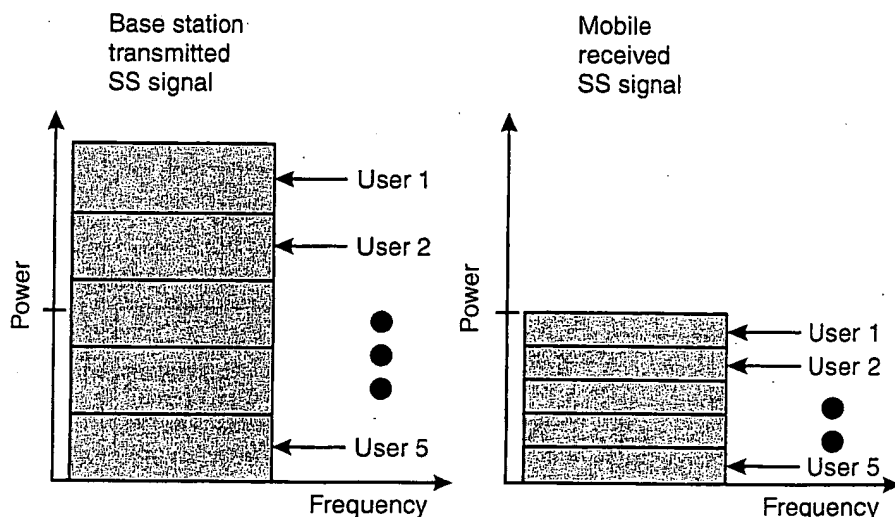 Base station
transmitted
SS signal
Power
User 1
User 2
User 5
Frequency
Mobile
received
SS signal
Power
User 1
User 2
User 5
Frequency